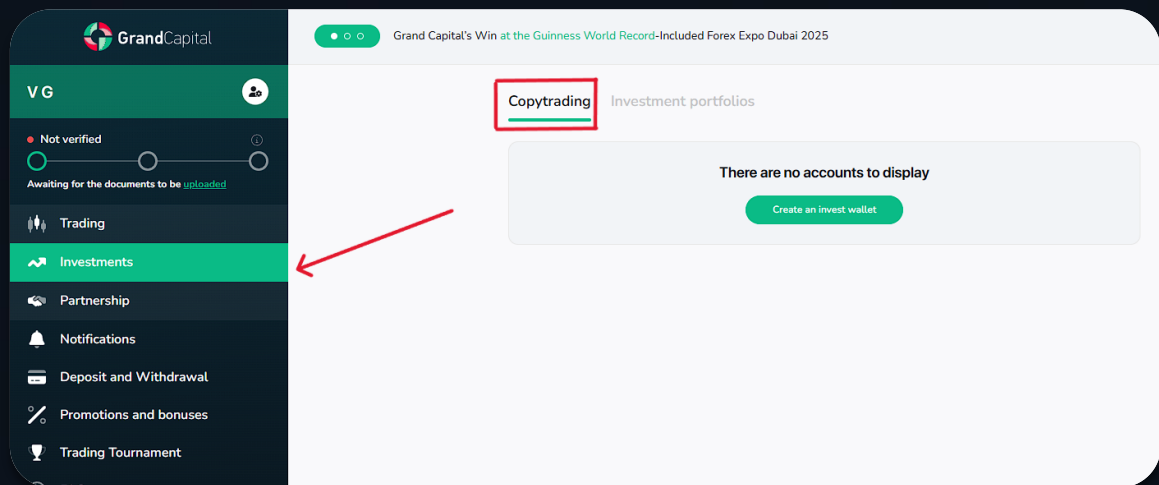 GrandCapital
Grand Capital's Win at the Guinness World Record-Included Forex Expo Dubai 2025
V G
Not verified
Awaiting for the documents to be uploaded
Trading
Investments
Partnership
Notifications
Deposit and Withdrawal
Promotions and bonuses
Trading Tournament
Copytrading Investment portfolios
There are no accounts to display
Create an invest wallet